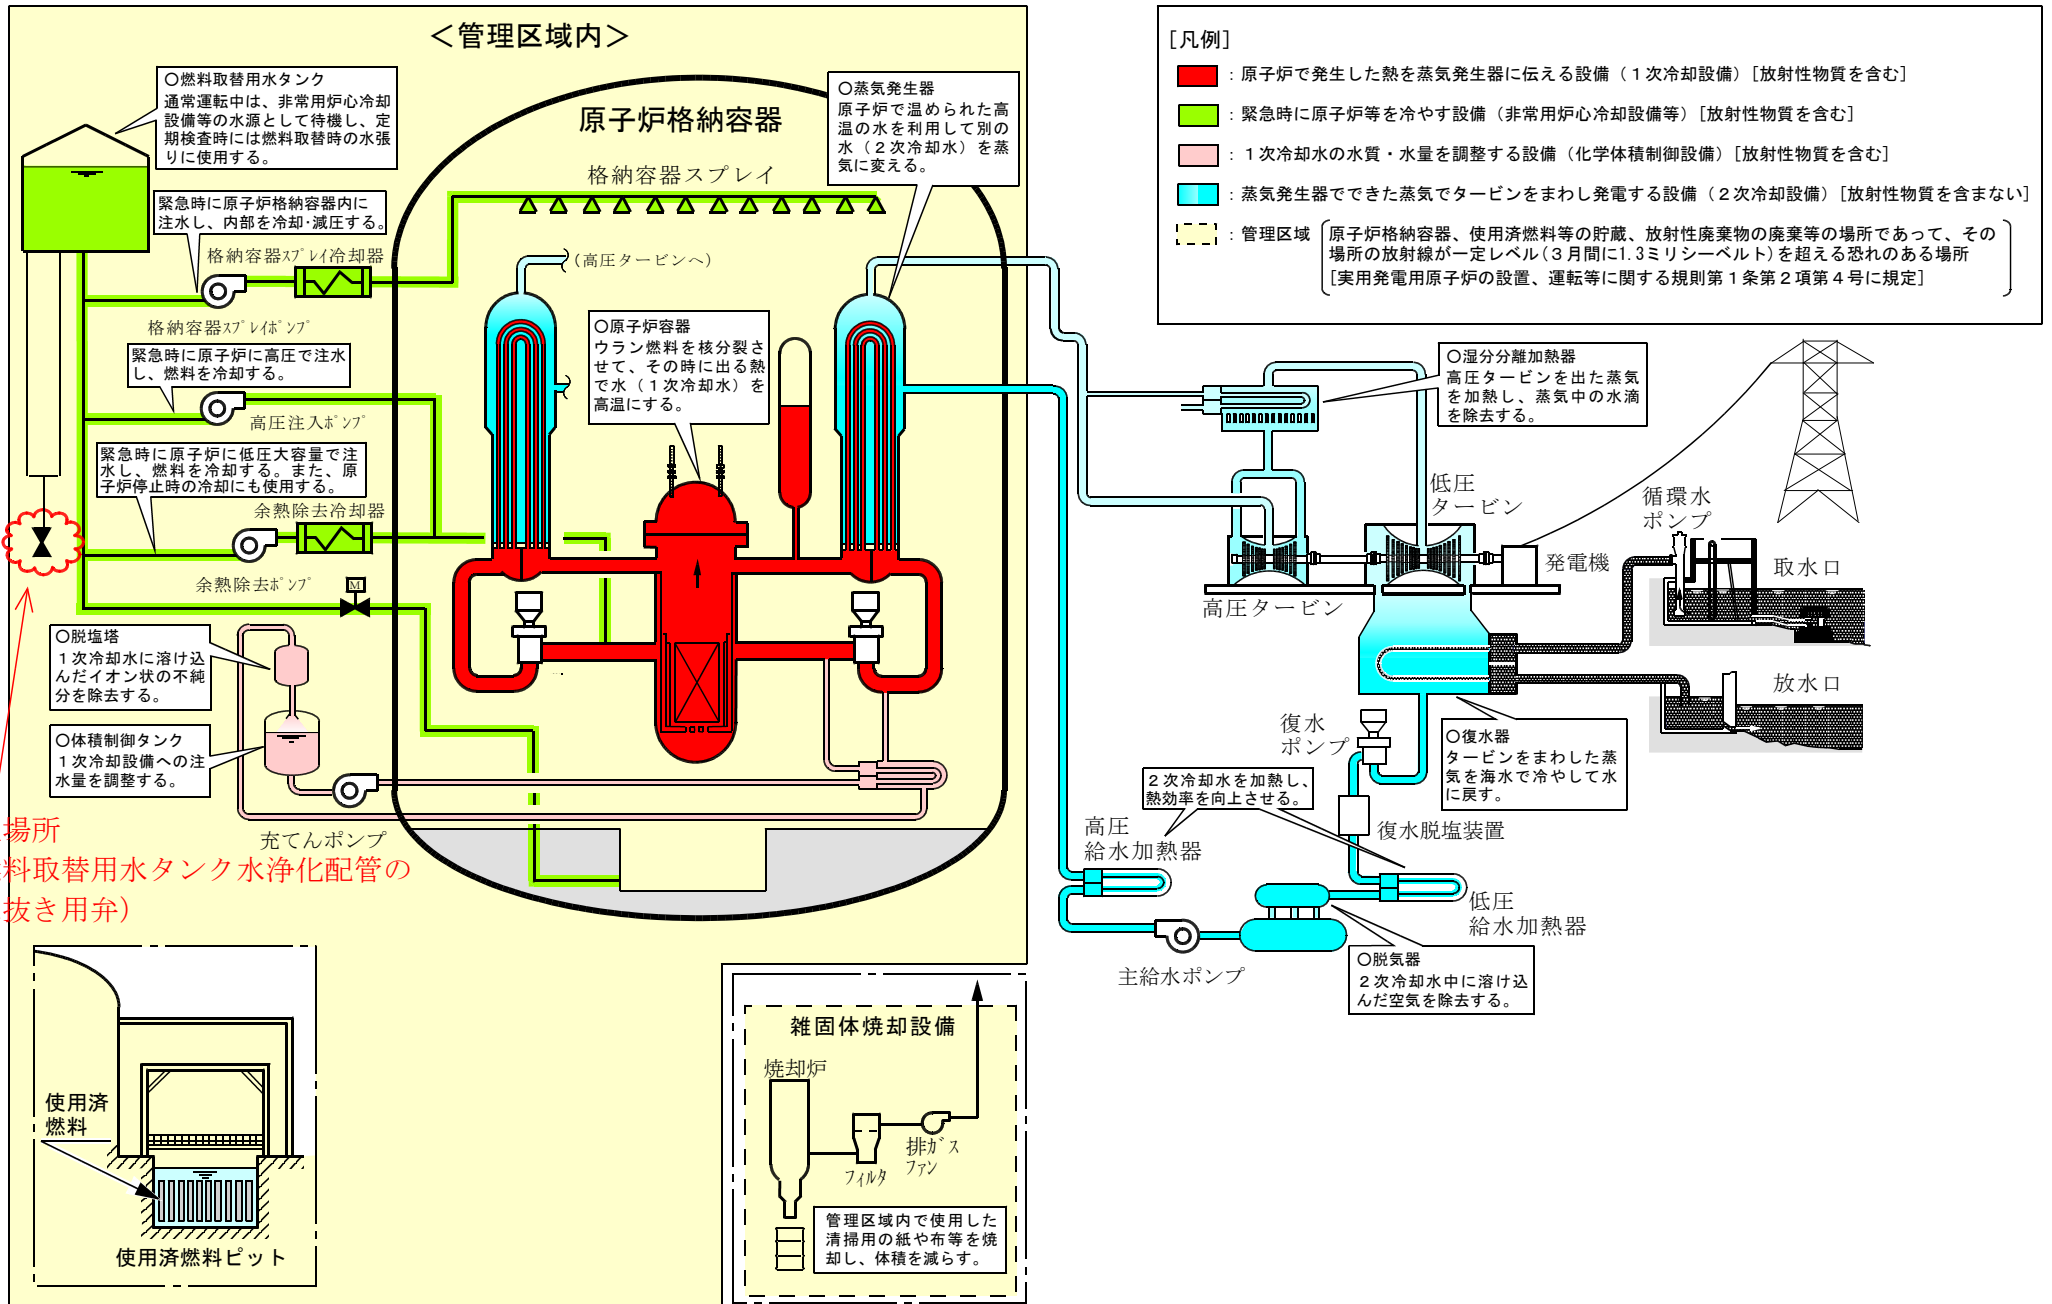 ＜管理区域内＞
○燃料取替用水タンク
通常運転中は、非常用炉心冷却
設備等の水源として待機し、定
期検査時には燃料取替時の水張
りに使用する。
緊急時に原子炉格納容器内に
注水し、内部を冷却･減圧する。
格納容器ｽﾌﾟﾚｲ冷却器
格納容器ｽﾌﾟﾚｲﾎﾟﾝﾌﾟ
緊急時に原子炉に高圧で注水
し、燃料を冷却する。
高圧注入ﾎﾟﾝﾌﾟ
緊急時に原子炉に低圧大容量で注
水し、燃料を冷却する。また、原
子炉停止時の冷却にも使用する。
余熱除去冷却器
余熱除去ﾎﾟﾝﾌﾟ
M
○脱塩塔
１次冷却水に溶け込
んだイオン状の不純
分を除去する。
○体積制御タンク
１次冷却設備への注
水量を調整する。
充てんポンプ
場所
料取替用水タンク水浄化配管の
抜き用弁）
原子炉格納容器
格納容器スプレイ
○蒸気発生器
原子炉で温められた高
温の水を利用して別の
水（２次冷却水）を蒸
気に変える。
（高圧タービンへ）
○原子炉容器
ウラン燃料を核分裂さ
せて、その時に出る熱
で水（１次冷却水）を
高温にする。
使用済
燃料
使用済燃料ピット
雑固体焼却設備
焼却炉
フィルタ
排ｶﾞｽ
ファン
管理区域内で使用した
清掃用の紙や布等を焼
却し、体積を減らす。
[凡例]
：原子炉で発生した熱を蒸気発生器に伝える設備（１次冷却設備）[放射性物質を含む]
：緊急時に原子炉等を冷やす設備（非常用炉心冷却設備等）[放射性物質を含む]
：１次冷却水の水質・水量を調整する設備（化学体積制御設備）[放射性物質を含む]
：蒸気発生器でできた蒸気でタービンをまわし発電する設備（２次冷却設備）[放射性物質を含まない]
：管理区域
原子炉格納容器、使用済燃料等の貯蔵、放射性廃棄物の廃棄等の場所であって、その
場所の放射線が一定レベル(３月間に1.3ミリシーベルト)を超える恐れのある場所
[実用発電用原子炉の設置、運転等に関する規則第１条第２項第４号に規定]
○湿分分離加熱器
高圧タービンを出た蒸気
を加熱し、蒸気中の水滴
を除去する。
低圧
タービン
高圧タービン
発電機
循環水
ポンプ
取水口
放水口
復水
ポンプ
○復水器
タービンをまわした蒸
気を海水で冷やして水
に戻す。
２次冷却水を加熱し、
熱効率を向上させる。
復水脱塩装置
高圧
給水加熱器
低圧
給水加熱器
主給水ポンプ
○脱気器
２次冷却水中に溶け込
んだ空気を除去する。